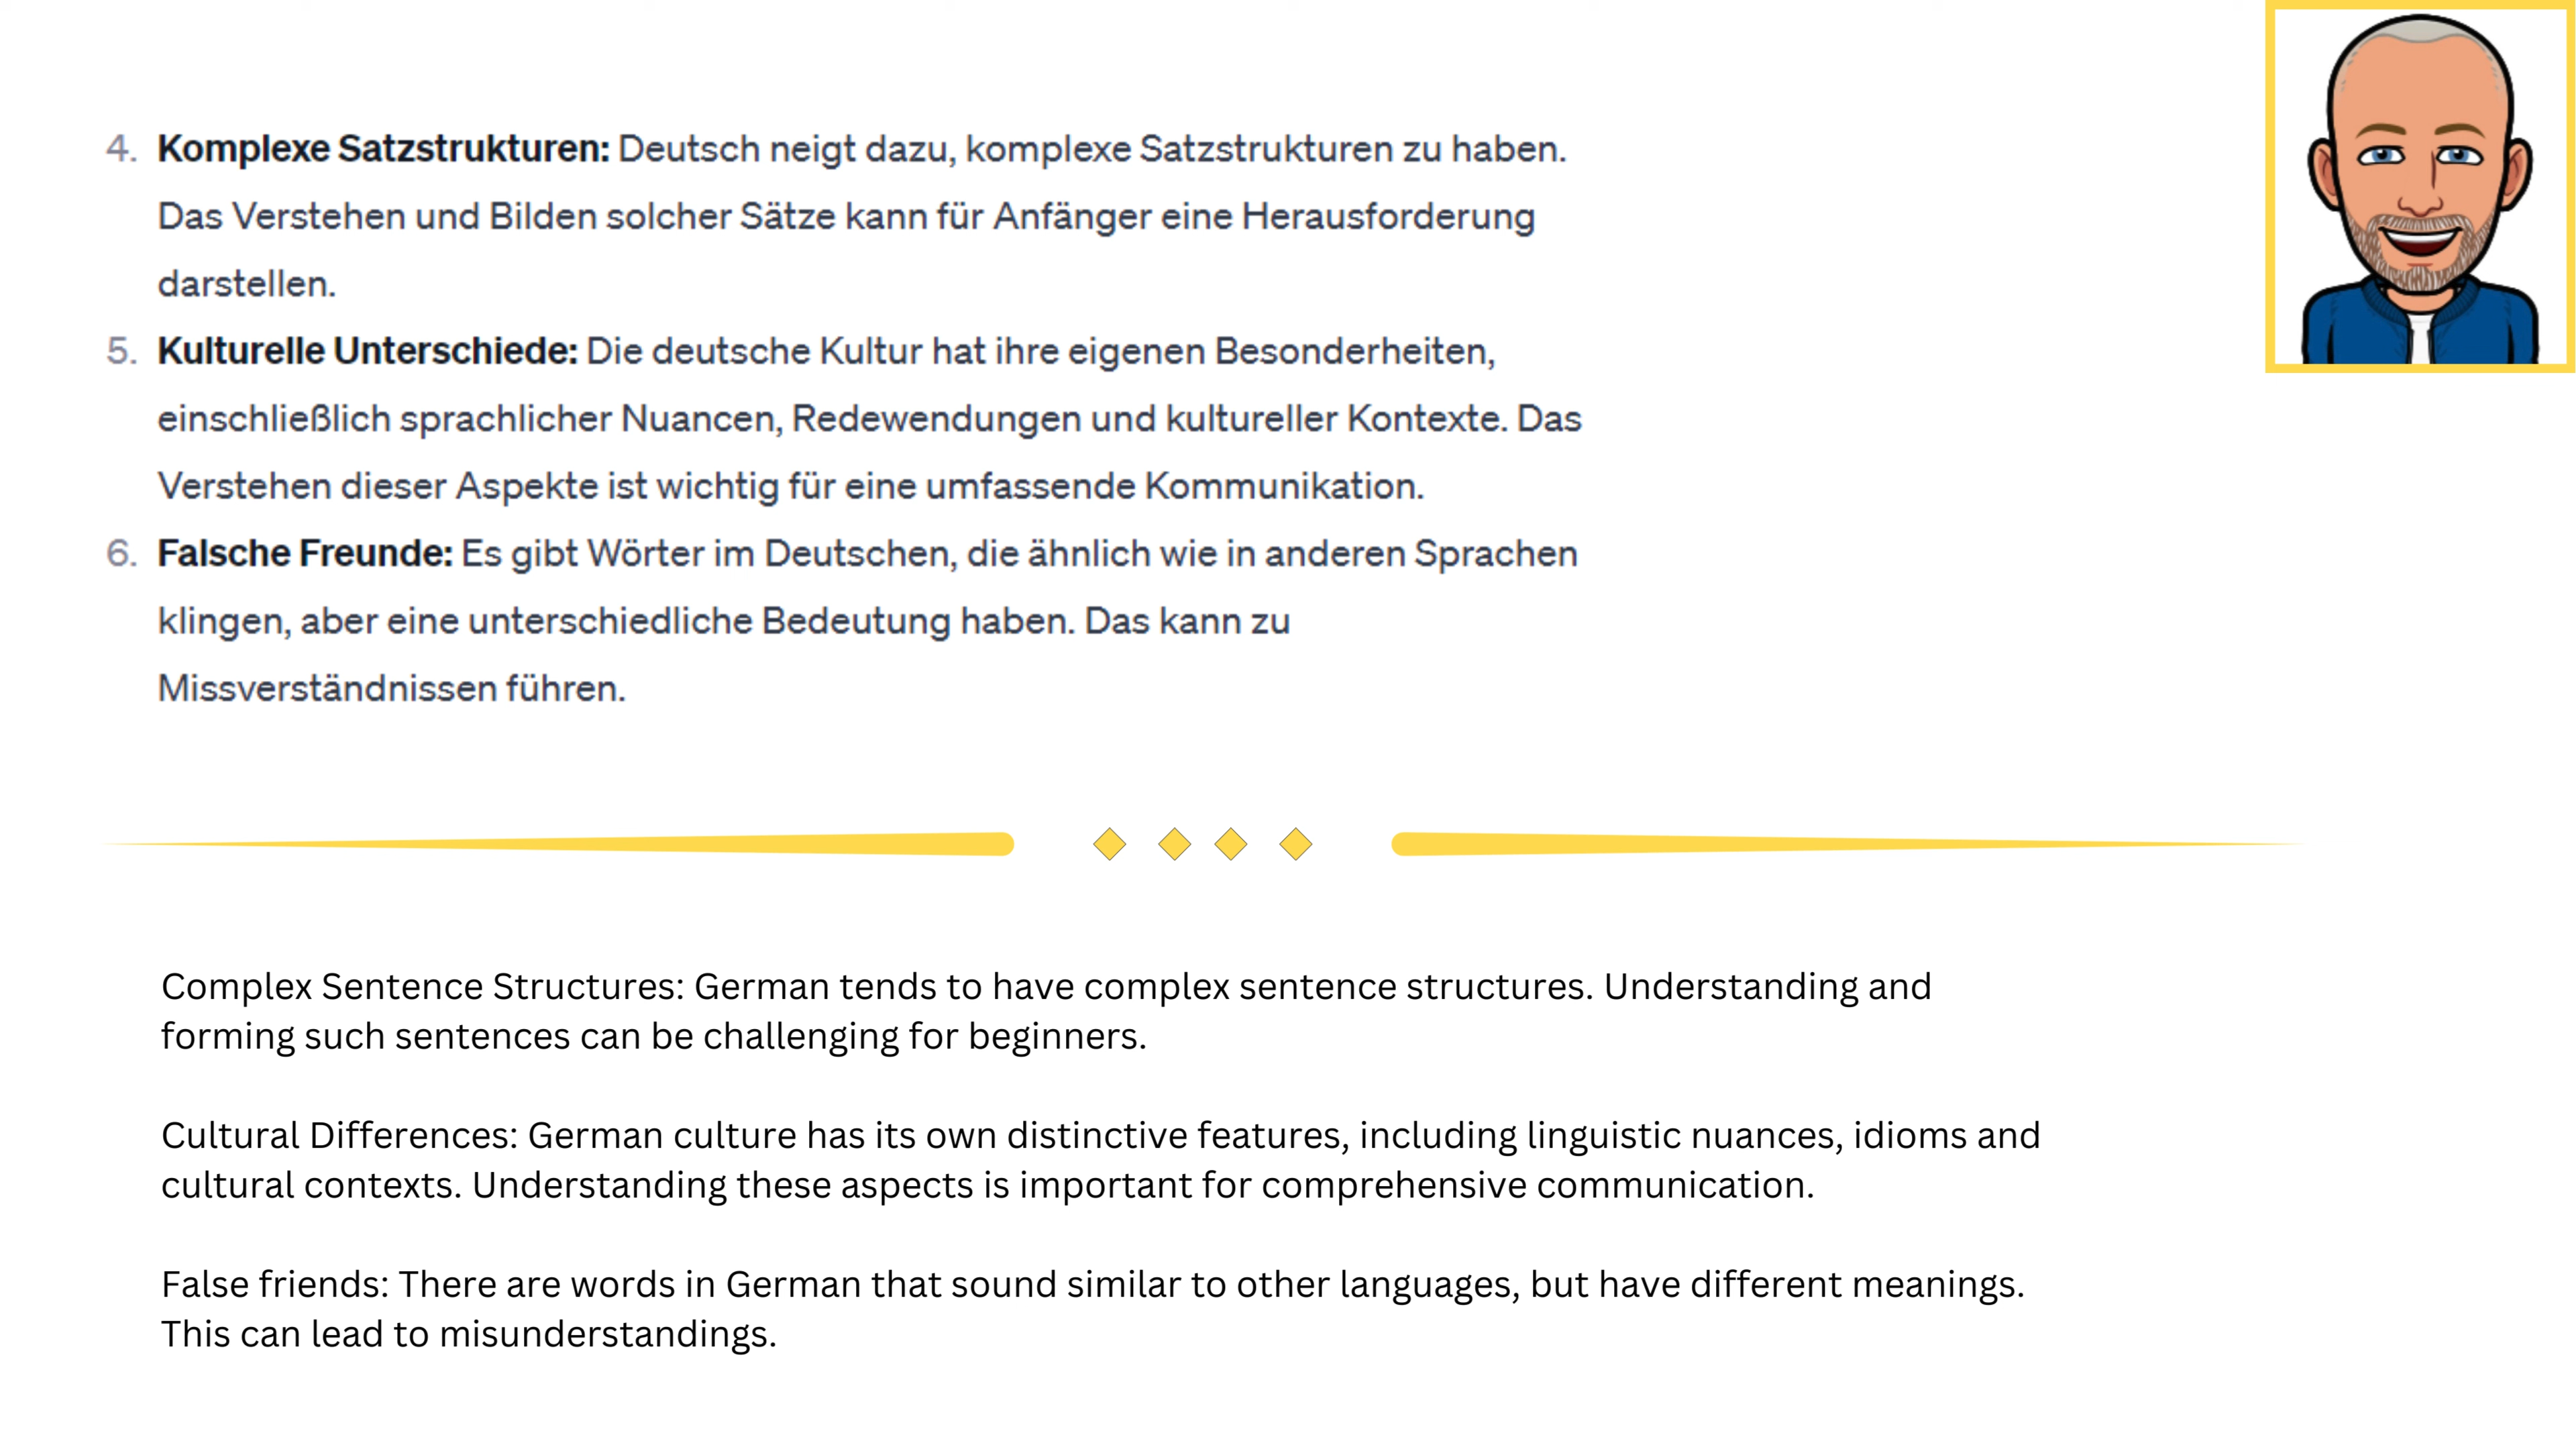 4. Komplexe Satzstrukturen: Deutsch neigt dazu, komplexe Satzstrukturen zu haben.
Das Verstehen und Bilden solcher Sätze kann für Anfänger eine Herausforderung
darstellen.
5. Kulturelle Unterschiede: Die deutsche Kultur hat ihre eigenen Besonderheiten,
einschließlich sprachlicher Nuancen, Redewendungen und kultureller Kontexte. Das
Verstehen dieser Aspekte ist wichtig für eine umfassende Kommunikation.
6. Falsche Freunde: Es gibt Wörter im Deutschen, die ähnlich wie in anderen Sprachen
klingen, aber eine unterschiedliche Bedeutung haben. Das kann zu
Missverständnissen führen.
Complex Sentence Structures: German tends to have complex sentence structures. Understanding and
forming such sentences can be challenging for beginners.
Cultural Differences: German culture has its own distinctive features, including linguistic nuances, idioms and
cultural contexts. Understanding these aspects is important for comprehensive communication.
False friends: There are words in German that sound similar to other languages, but have different meanings.
This can lead to misunderstandings.